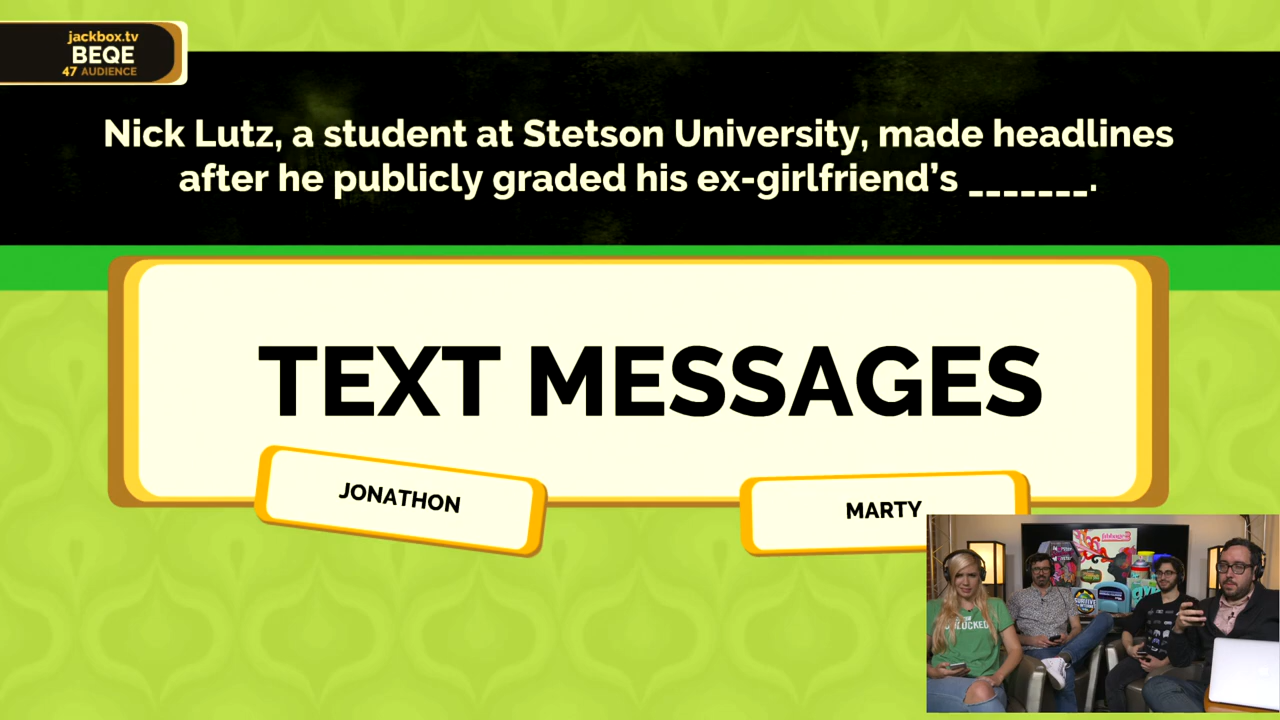 jackbox.tv
BEQE
47 AUDIENCE
Nick Lutz, a student at Stetson University, made headlines
after he publicly graded his ex-girlfriend’s _______.
TEXT MESSAGES
JONATHON
MARTY